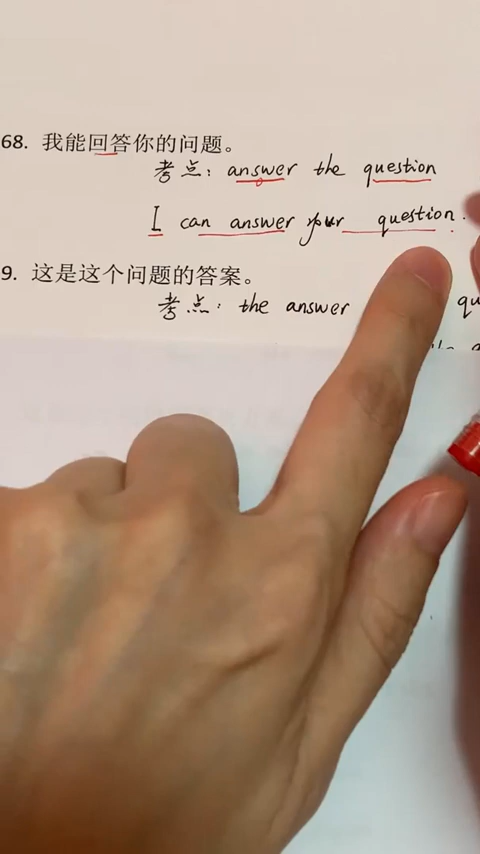 68. 我能回答你的问题。
考点: answer the question
I can answer your question.
9. 这是这个问题的答案。
考点: the answer